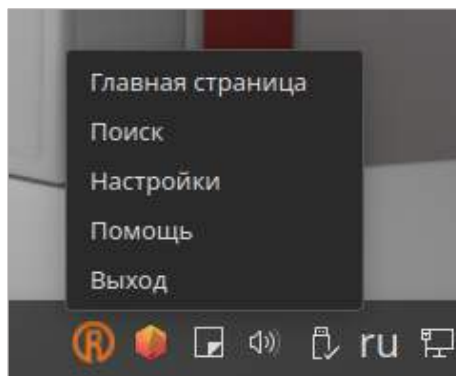 Главная страница
Поиск
Настройки
Помощь
Выход
R ru